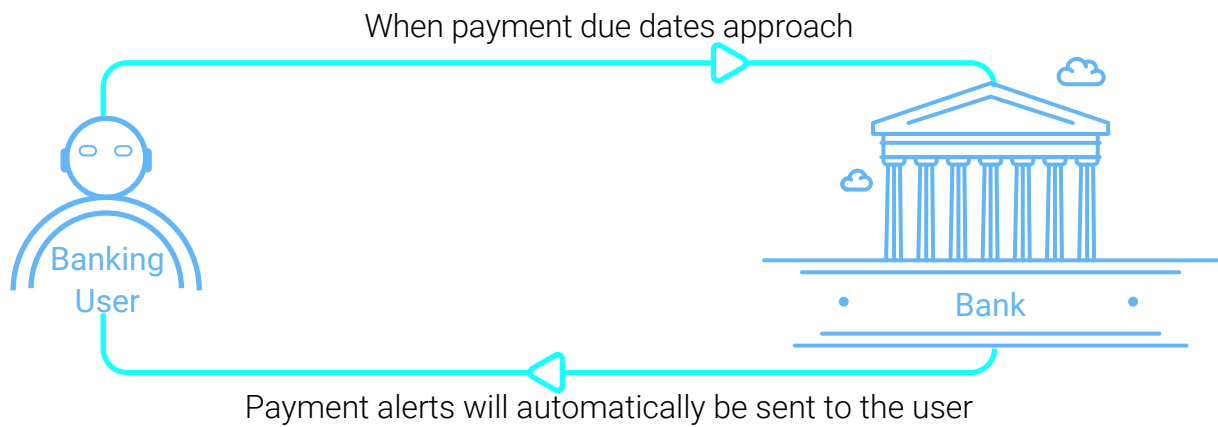 When payment due dates approach
Banking
User
Bank
Payment alerts will automatically be sent to the user